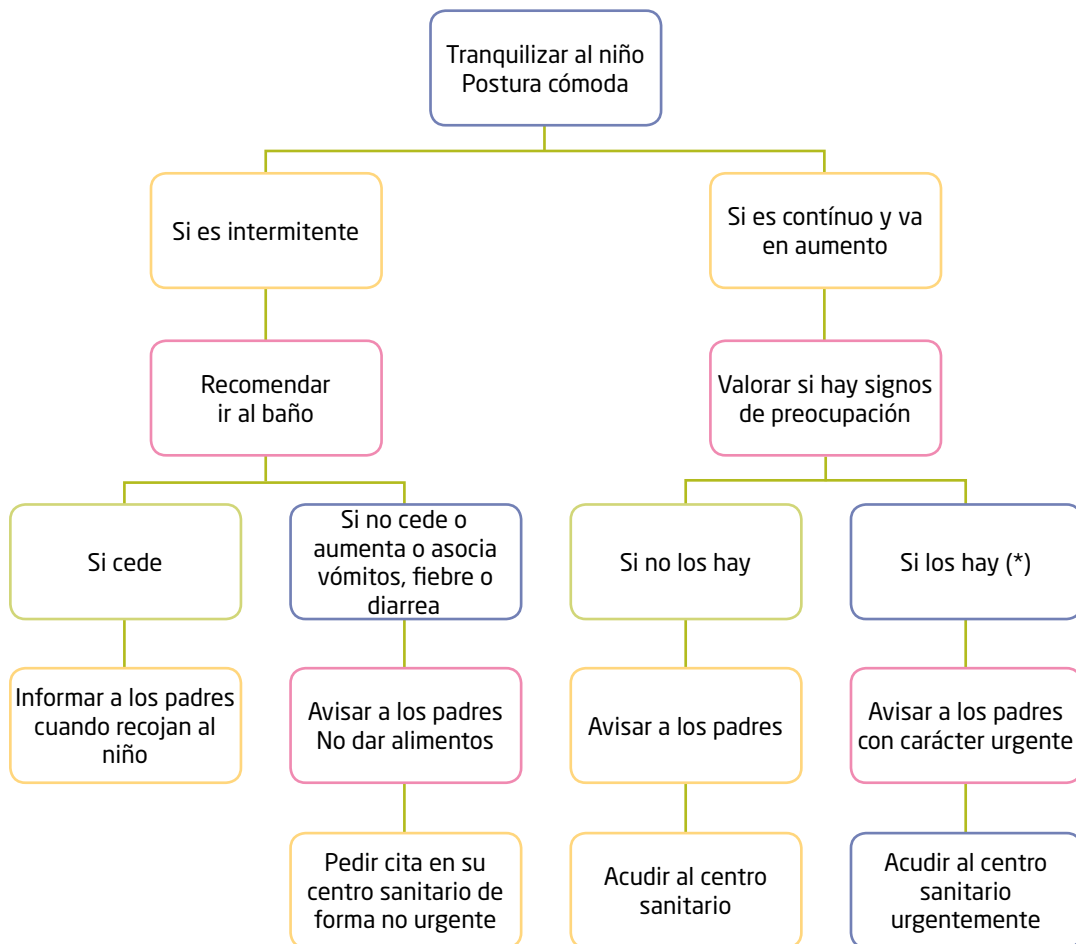 Tranquilizar al niño
Postura cómoda
Si es intermitente
Si es contínuo y va
en aumento
Recomendar
ir al baño
Valorar si hay signos
de preocupación
Si cede
Si no cede o
aumenta o asocia
vómitos, fiebre o
diarrea
Si no los hay
Si los hay (*)
Informar a los padres
cuando recojan al
niño
Avisar a los padres
No dar alimentos
Avisar a los padres
Avisar a los padres
con carácter urgente
Pedir cita en su
centro sanitario de
forma no urgente
Acudir al centro
sanitario
Acudir al centro
sanitario
urgentemente